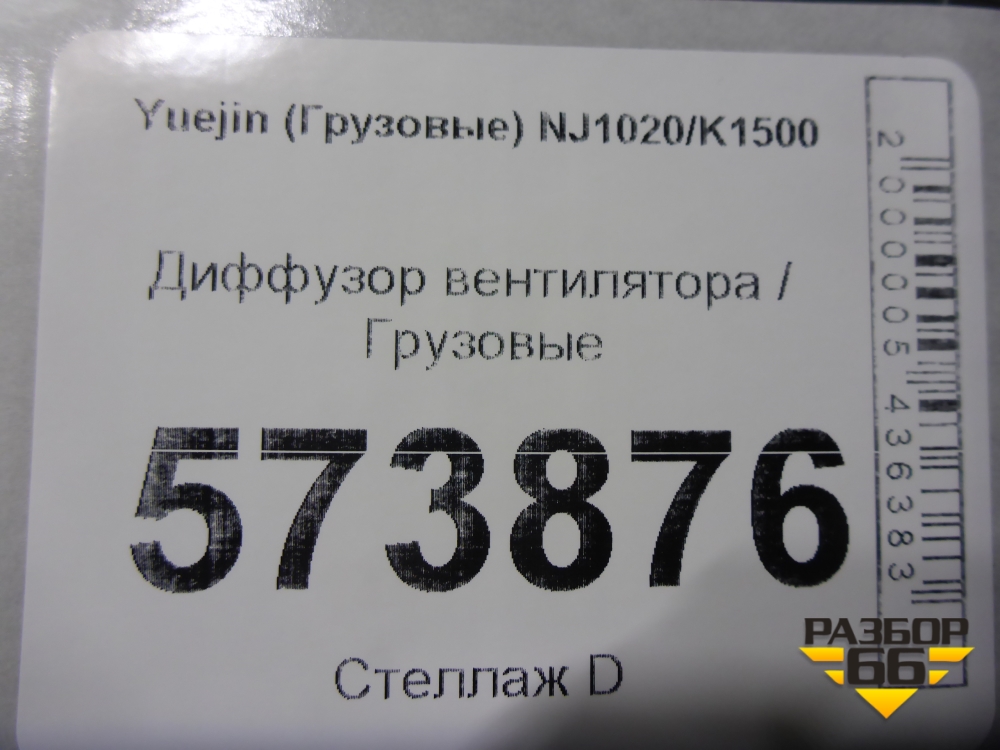 Yuejin (Грузовые) NJ1020/K1500
Диффузор вентилятора /
Грузовые
573876
Стеллаж D
2000005436383
РАЗБОР
66